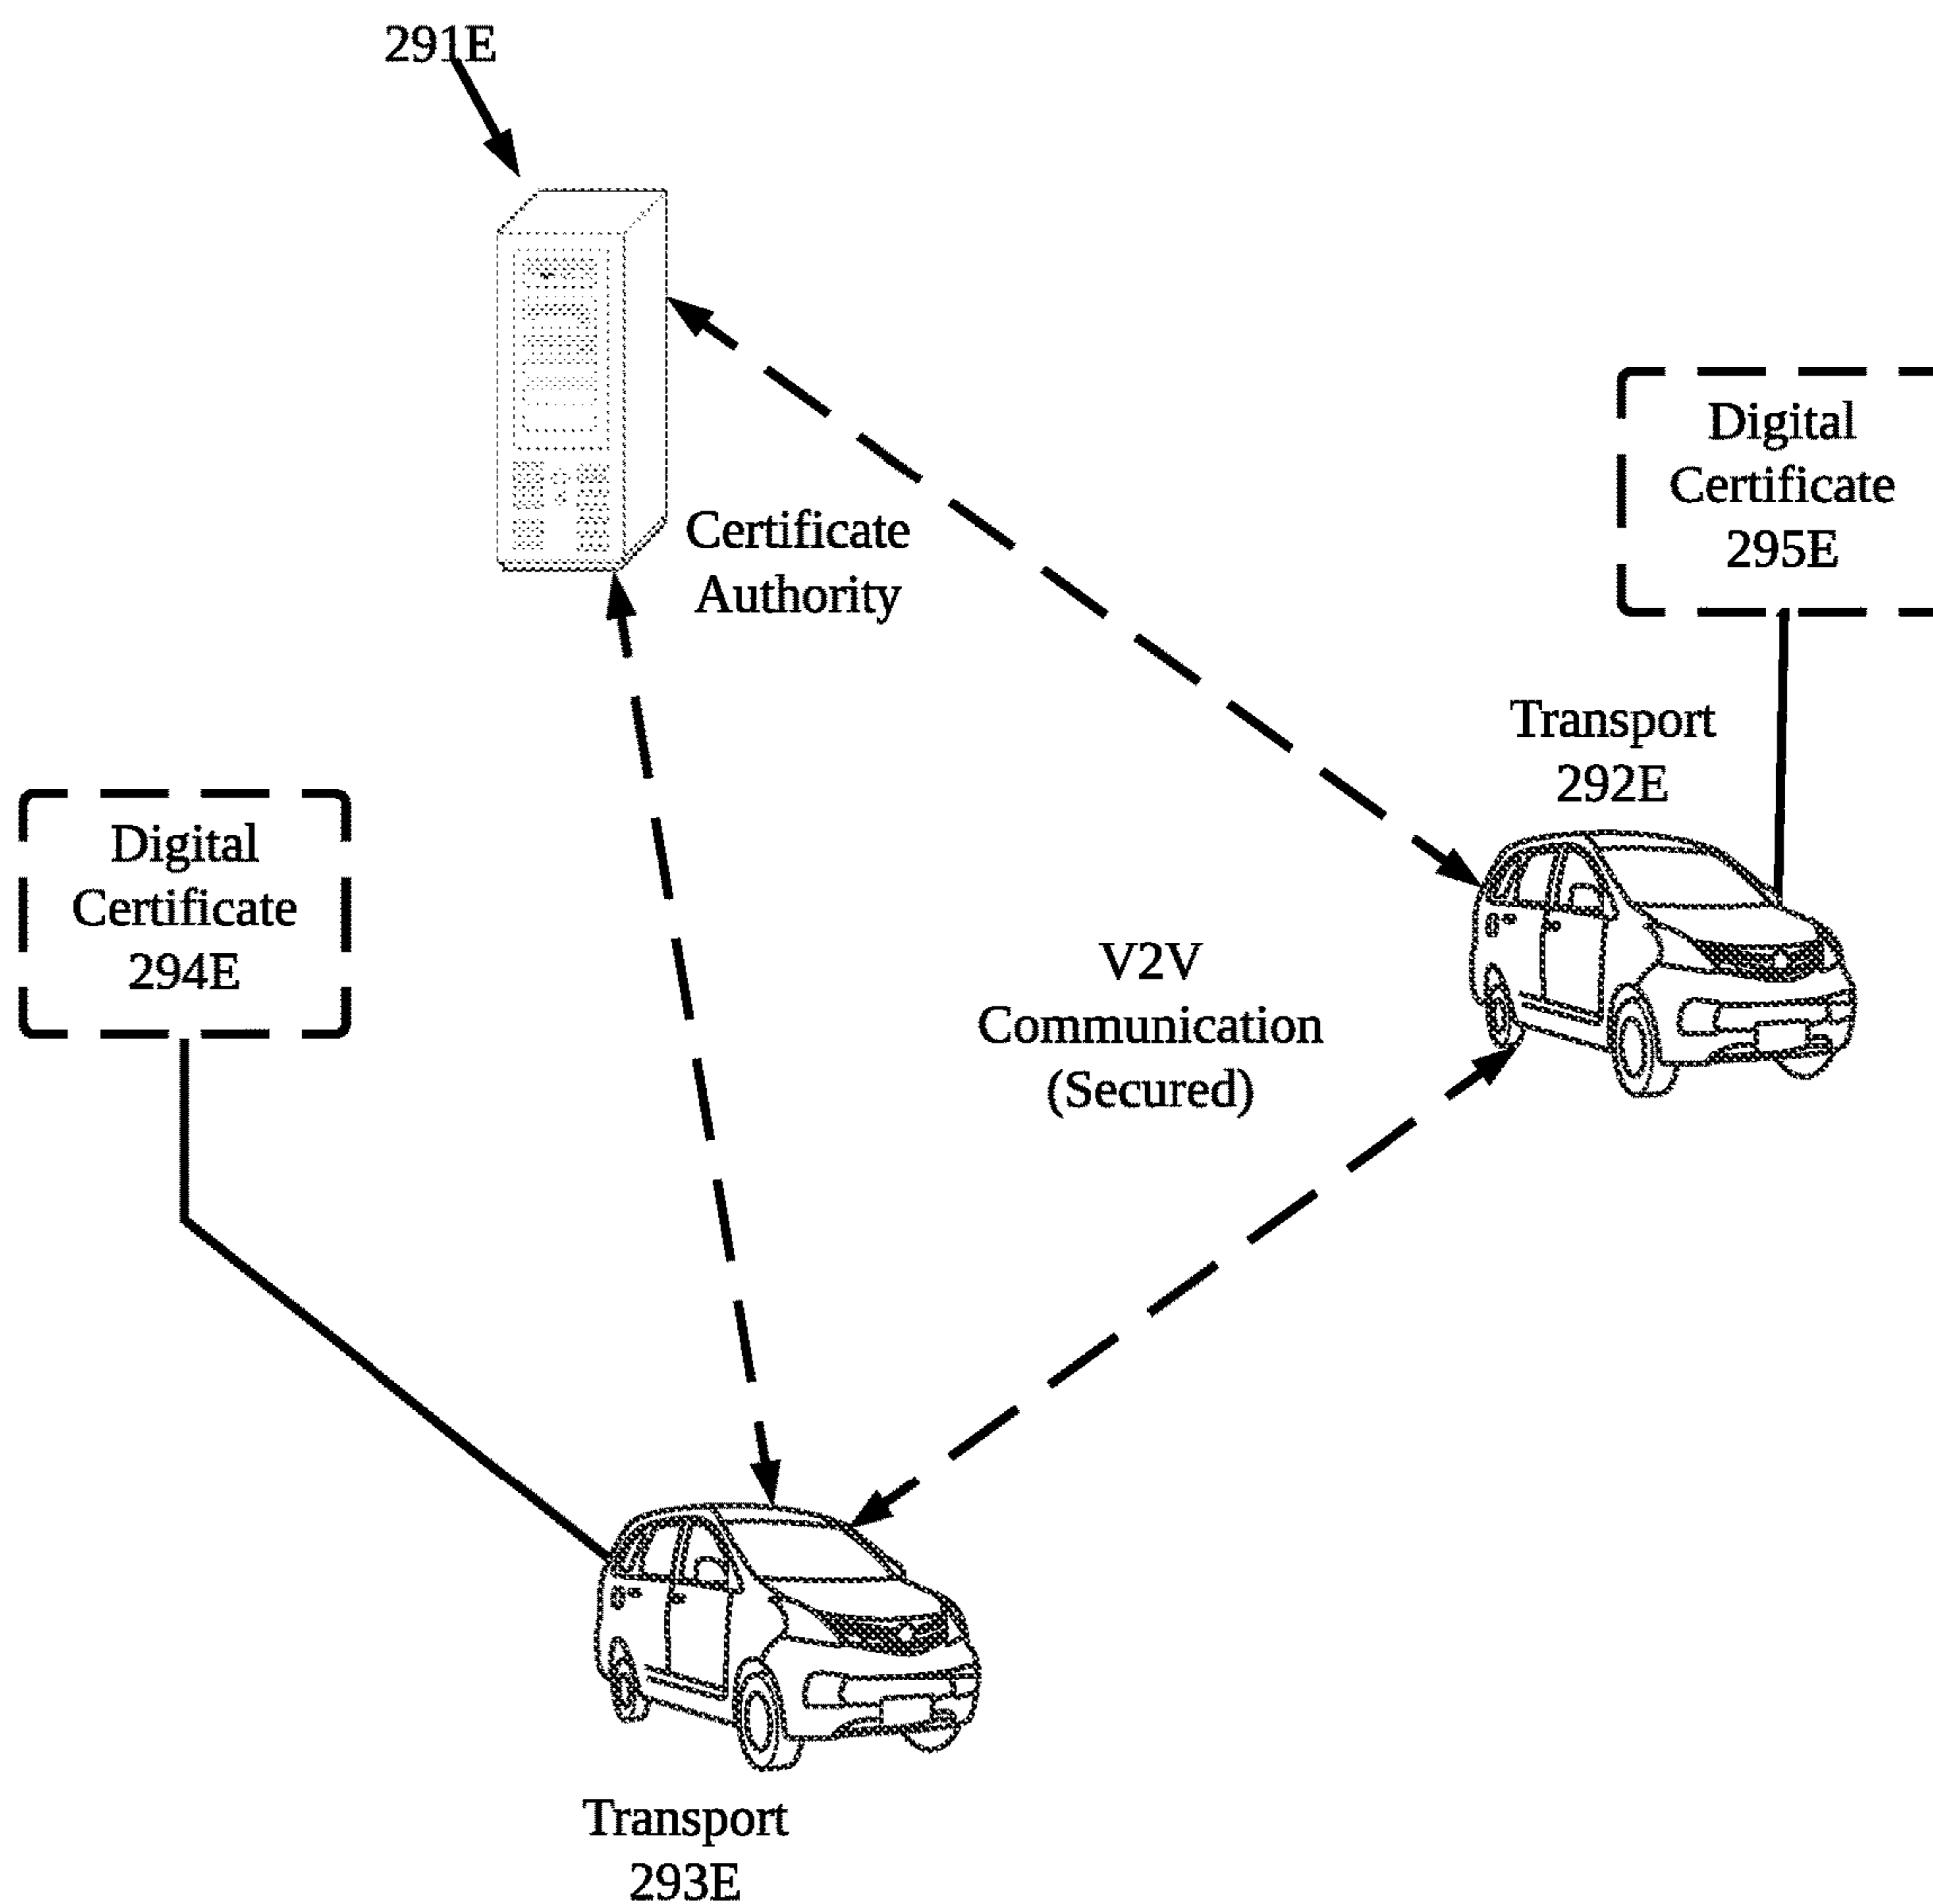 291E
Certificate
Authority
Digital
Certificate
295E
Transport
292E
Digital
Certificate
294E
V2V
Communication
(Secured)
Transport
293E